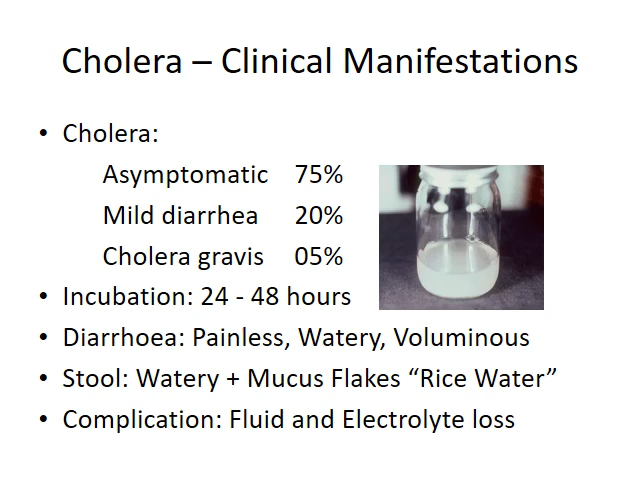 Cholera – Clinical Manifestations
• Cholera:
Asymptomatic 75%
Mild diarrhea 20%
Cholera gravis 05%
• Incubation: 24 - 48 hours
• Diarrhoea: Painless, Watery, Voluminous
• Stool: Watery + Mucus Flakes “Rice Water”
• Complication: Fluid and Electrolyte loss